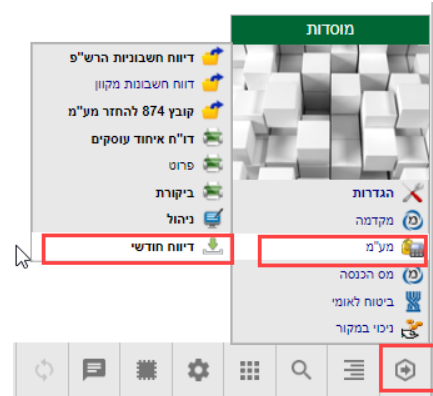 מוסדות
הגדרות
מקדמה
מע"מ
מס הכנסה
ביטוח לאומי
ניכוי במקור
דיווח חשבוניות הרש"פ
דווח חשבונות מקוון
קובץ 874 להחזר מע"מ
דו"ח איחוד עוסקים
פרוט
ביקורת
ניהול
דיווח חודשי